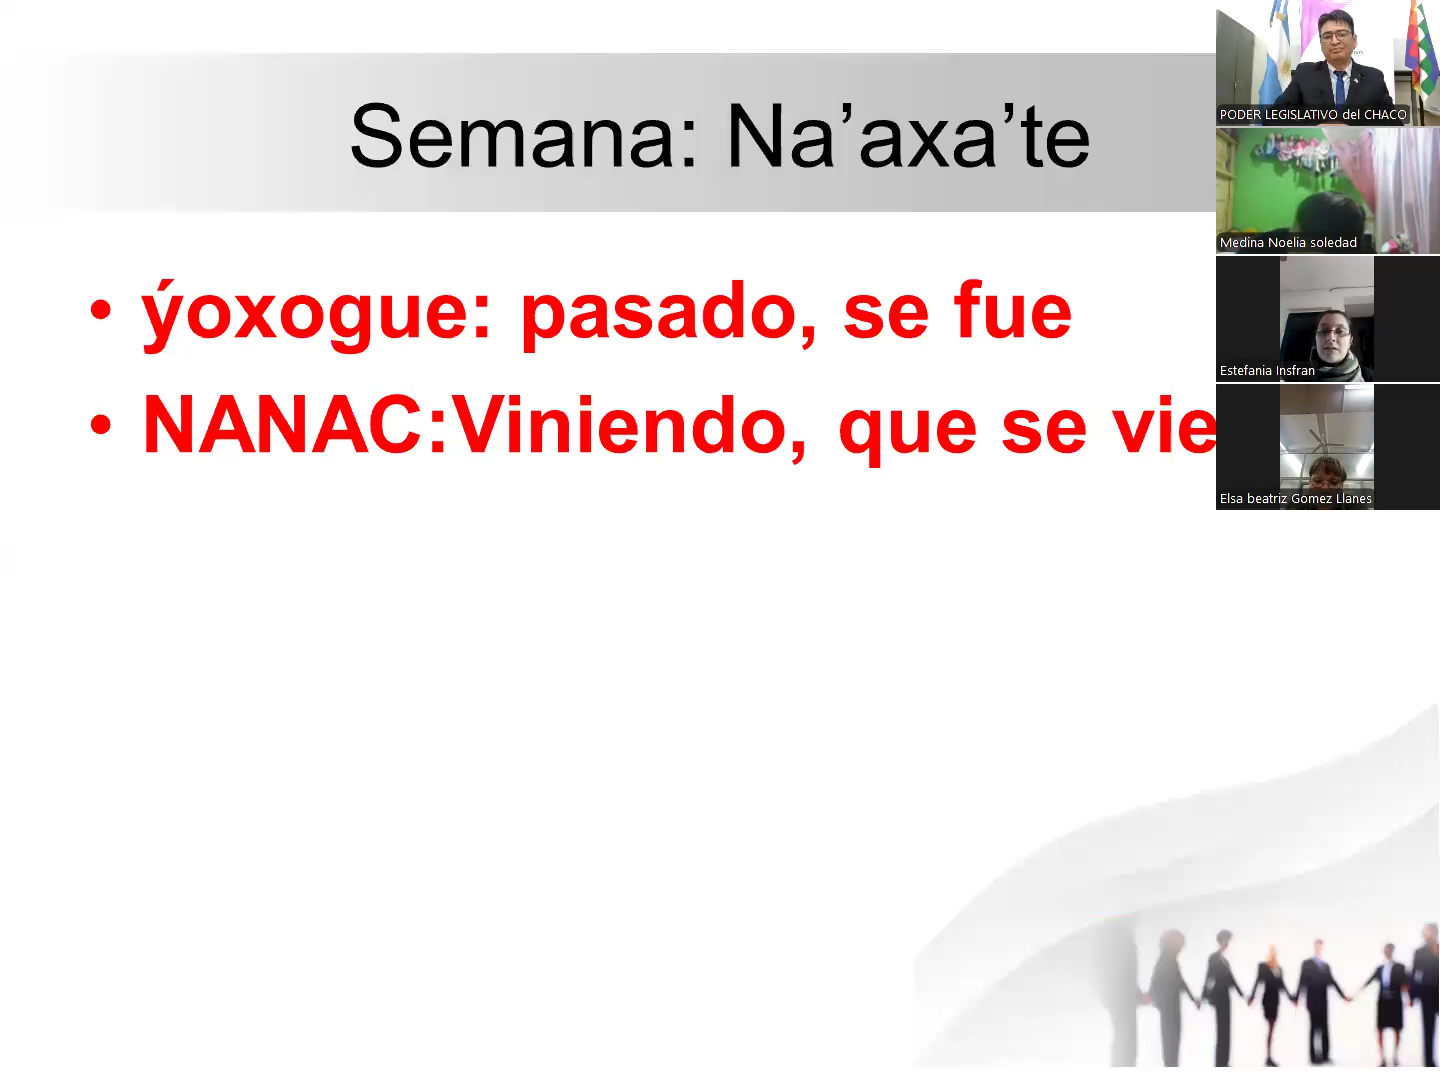 Semana: Na’axa’te
• ýoxogue: pasado, se fue
• NANAC:Viniendo, que se vie
PODER LEGISLATIVO del CHACO
Medina Noelia soledad
Estefania Insfran
Elsa beatriz Gomez Llanes